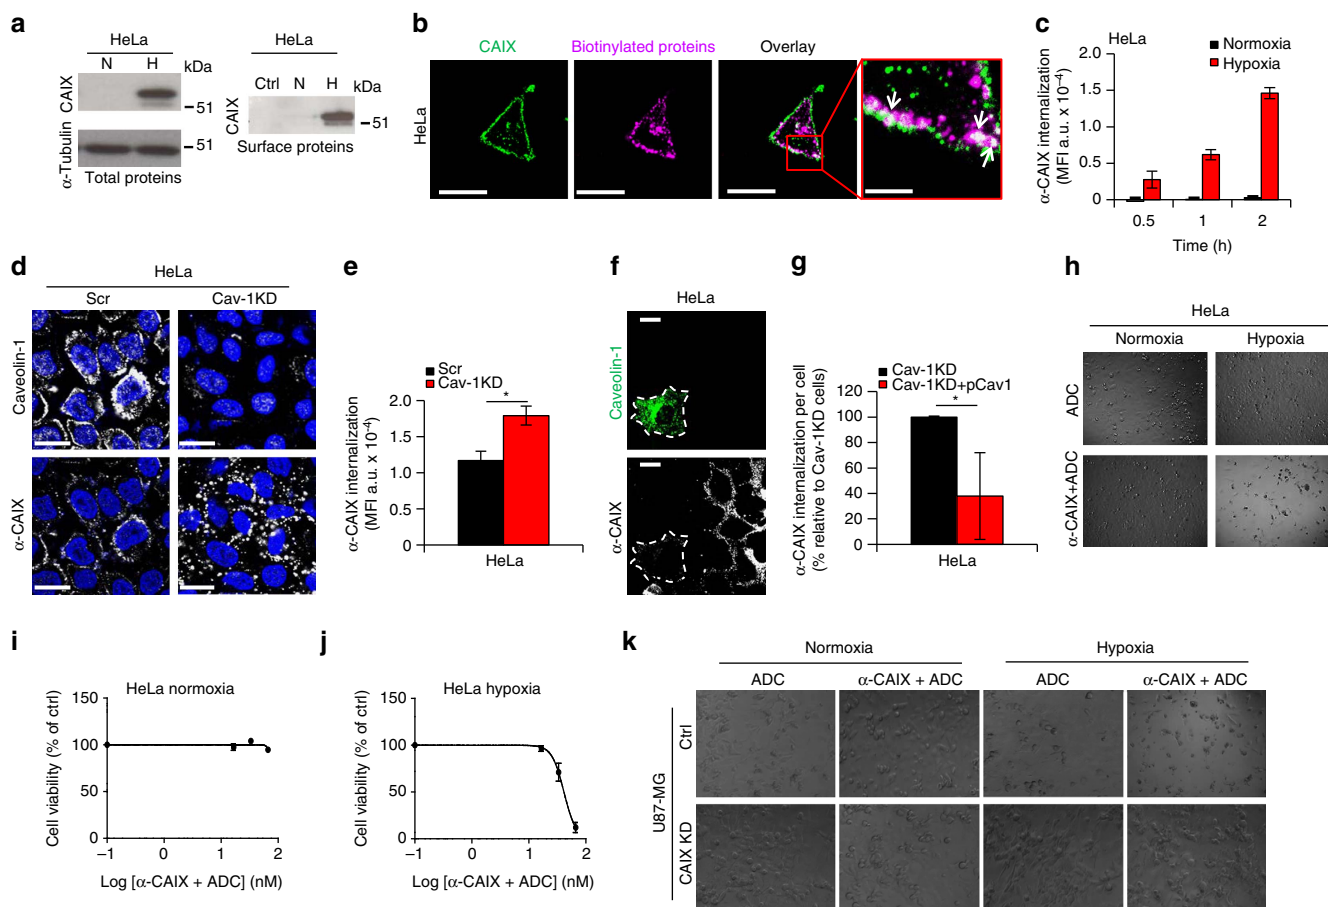 a
HeLa
N H kDa
CAIX
51
α-Tubulin
51
Total proteins
HeLa
Ctrl N H kDa
CAIX
51
Surface proteins
b
CAIX Biotinylated proteins Overlay
HeLa
c
HeLa
Normoxia
Hypoxia
α-CAIX internalization
(MFI a.u. x 10⁻⁴)
2.0
1.5
1.0
0.5
0
0.5 1 2
Time (h)
d
HeLa
Scr Cav-1KD
Caveolin-1
α-CAIX
e
Scr
Cav-1KD
*
α-CAIX internalization
(MFI a.u. x 10⁻⁴)
2.0
1.5
1.0
0.5
0
HeLa
f
HeLa
Caveolin-1
α-CAIX
g
Cav-1KD
Cav-1KD+pCav1
*
α-CAIX internalization per cell
(% relative to Cav-1KD cells)
120
100
80
60
40
20
0
HeLa
h
HeLa
Normoxia Hypoxia
ADC
α-CAIX+ADC
i
HeLa normoxia
Cell viability (% of ctrl)
150
100
50
0
−1 0 1 2
Log [α-CAIX + ADC] (nM)
j
HeLa hypoxia
Cell viability (% of ctrl)
150
100
50
0
−1 0 1 2
Log [α-CAIX + ADC] (nM)
k
Normoxia Hypoxia
ADC α-CAIX + ADC ADC α-CAIX + ADC
U87-MG
Ctrl
CAIX KD